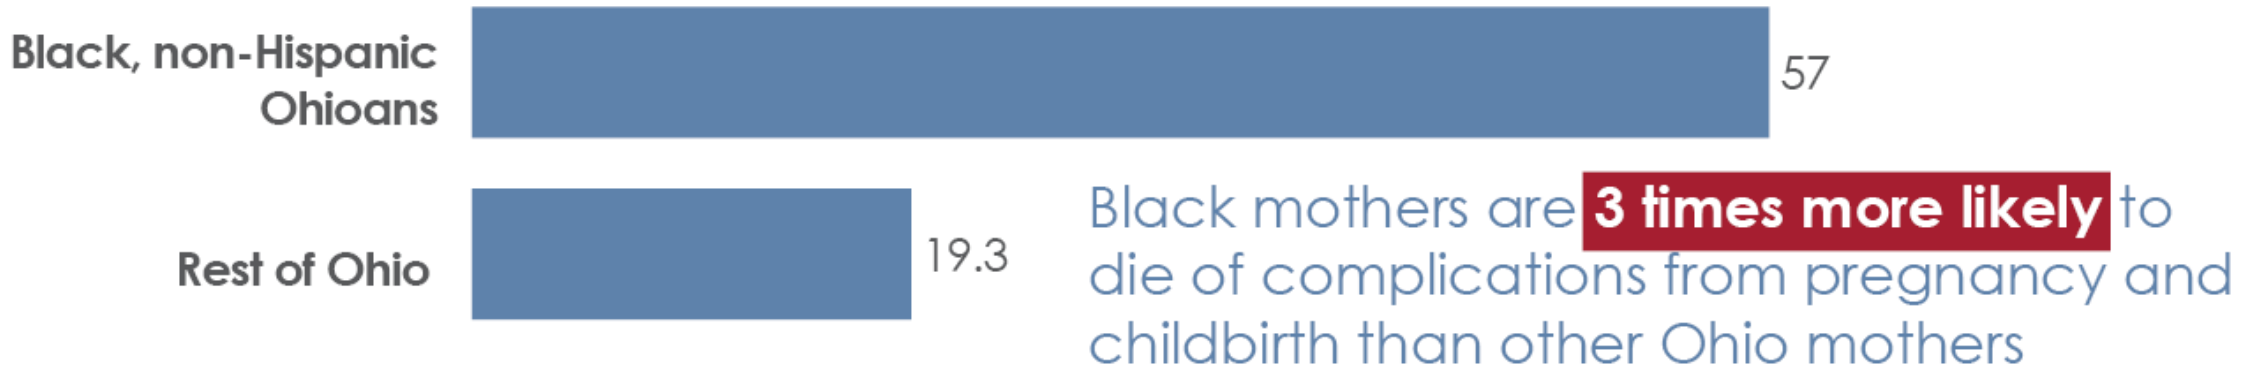 Black, non-Hispanic
Ohioans
57
Rest of Ohio
19.3
Black mothers are 3 times more likely to
die of complications from pregnancy and
childbirth than other Ohio mothers